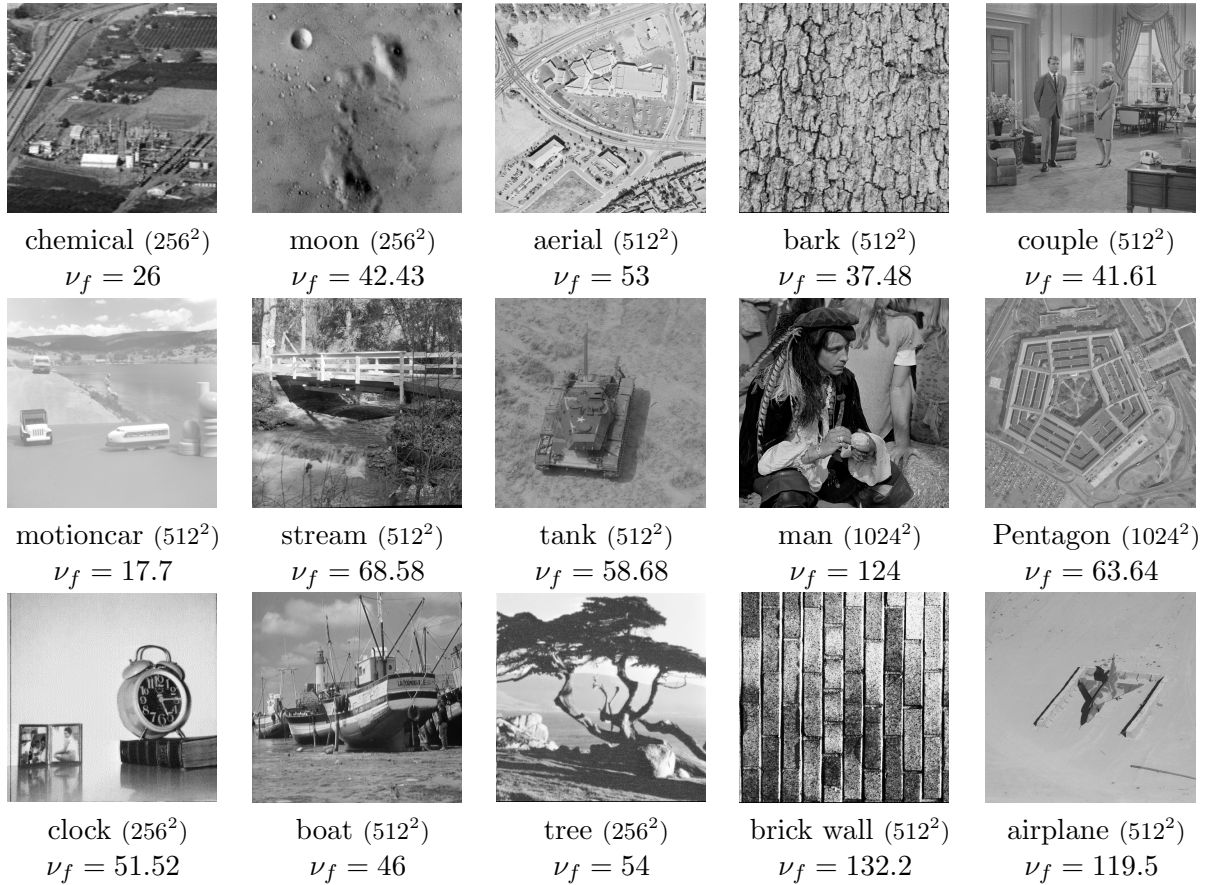 chemical (256²) moon (256²) aerial (512²) bark (512²) couple (512²)
ν_f = 26 ν_f = 42.43 ν_f = 53 ν_f = 37.48 ν_f = 41.61
motioncar (512²) stream (512²) tank (512²) man (1024²) Pentagon (1024²)
ν_f = 17.7 ν_f = 68.58 ν_f = 58.68 ν_f = 124 ν_f = 63.64
clock (256²) boat (512²) tree (256²) brick wall (512²) airplane (512²)
ν_f = 51.52 ν_f = 46 ν_f = 54 ν_f = 132.2 ν_f = 119.5